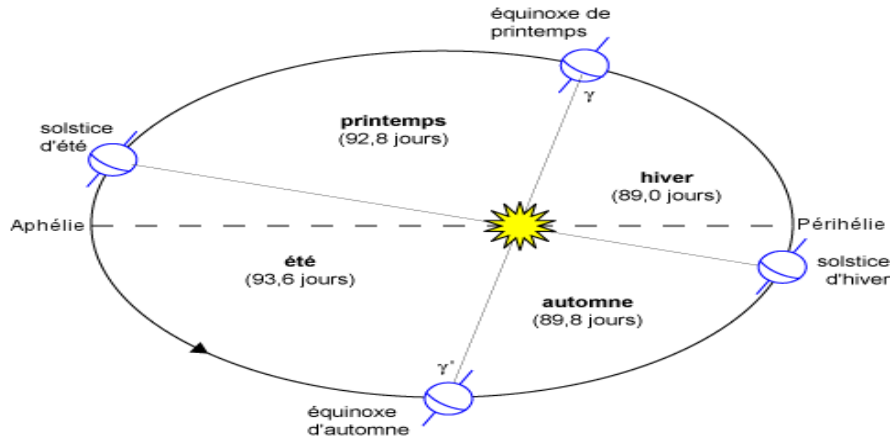 équinoxe de
printemps
γ
solstice
d'été
printemps
(92,8 jours)
hiver
(89,0 jours)
Aphélie
Périhélie
été
(93,6 jours)
solstice
d'hiver
automne
(89,8 jours)
γ'
équinoxe
d'automne